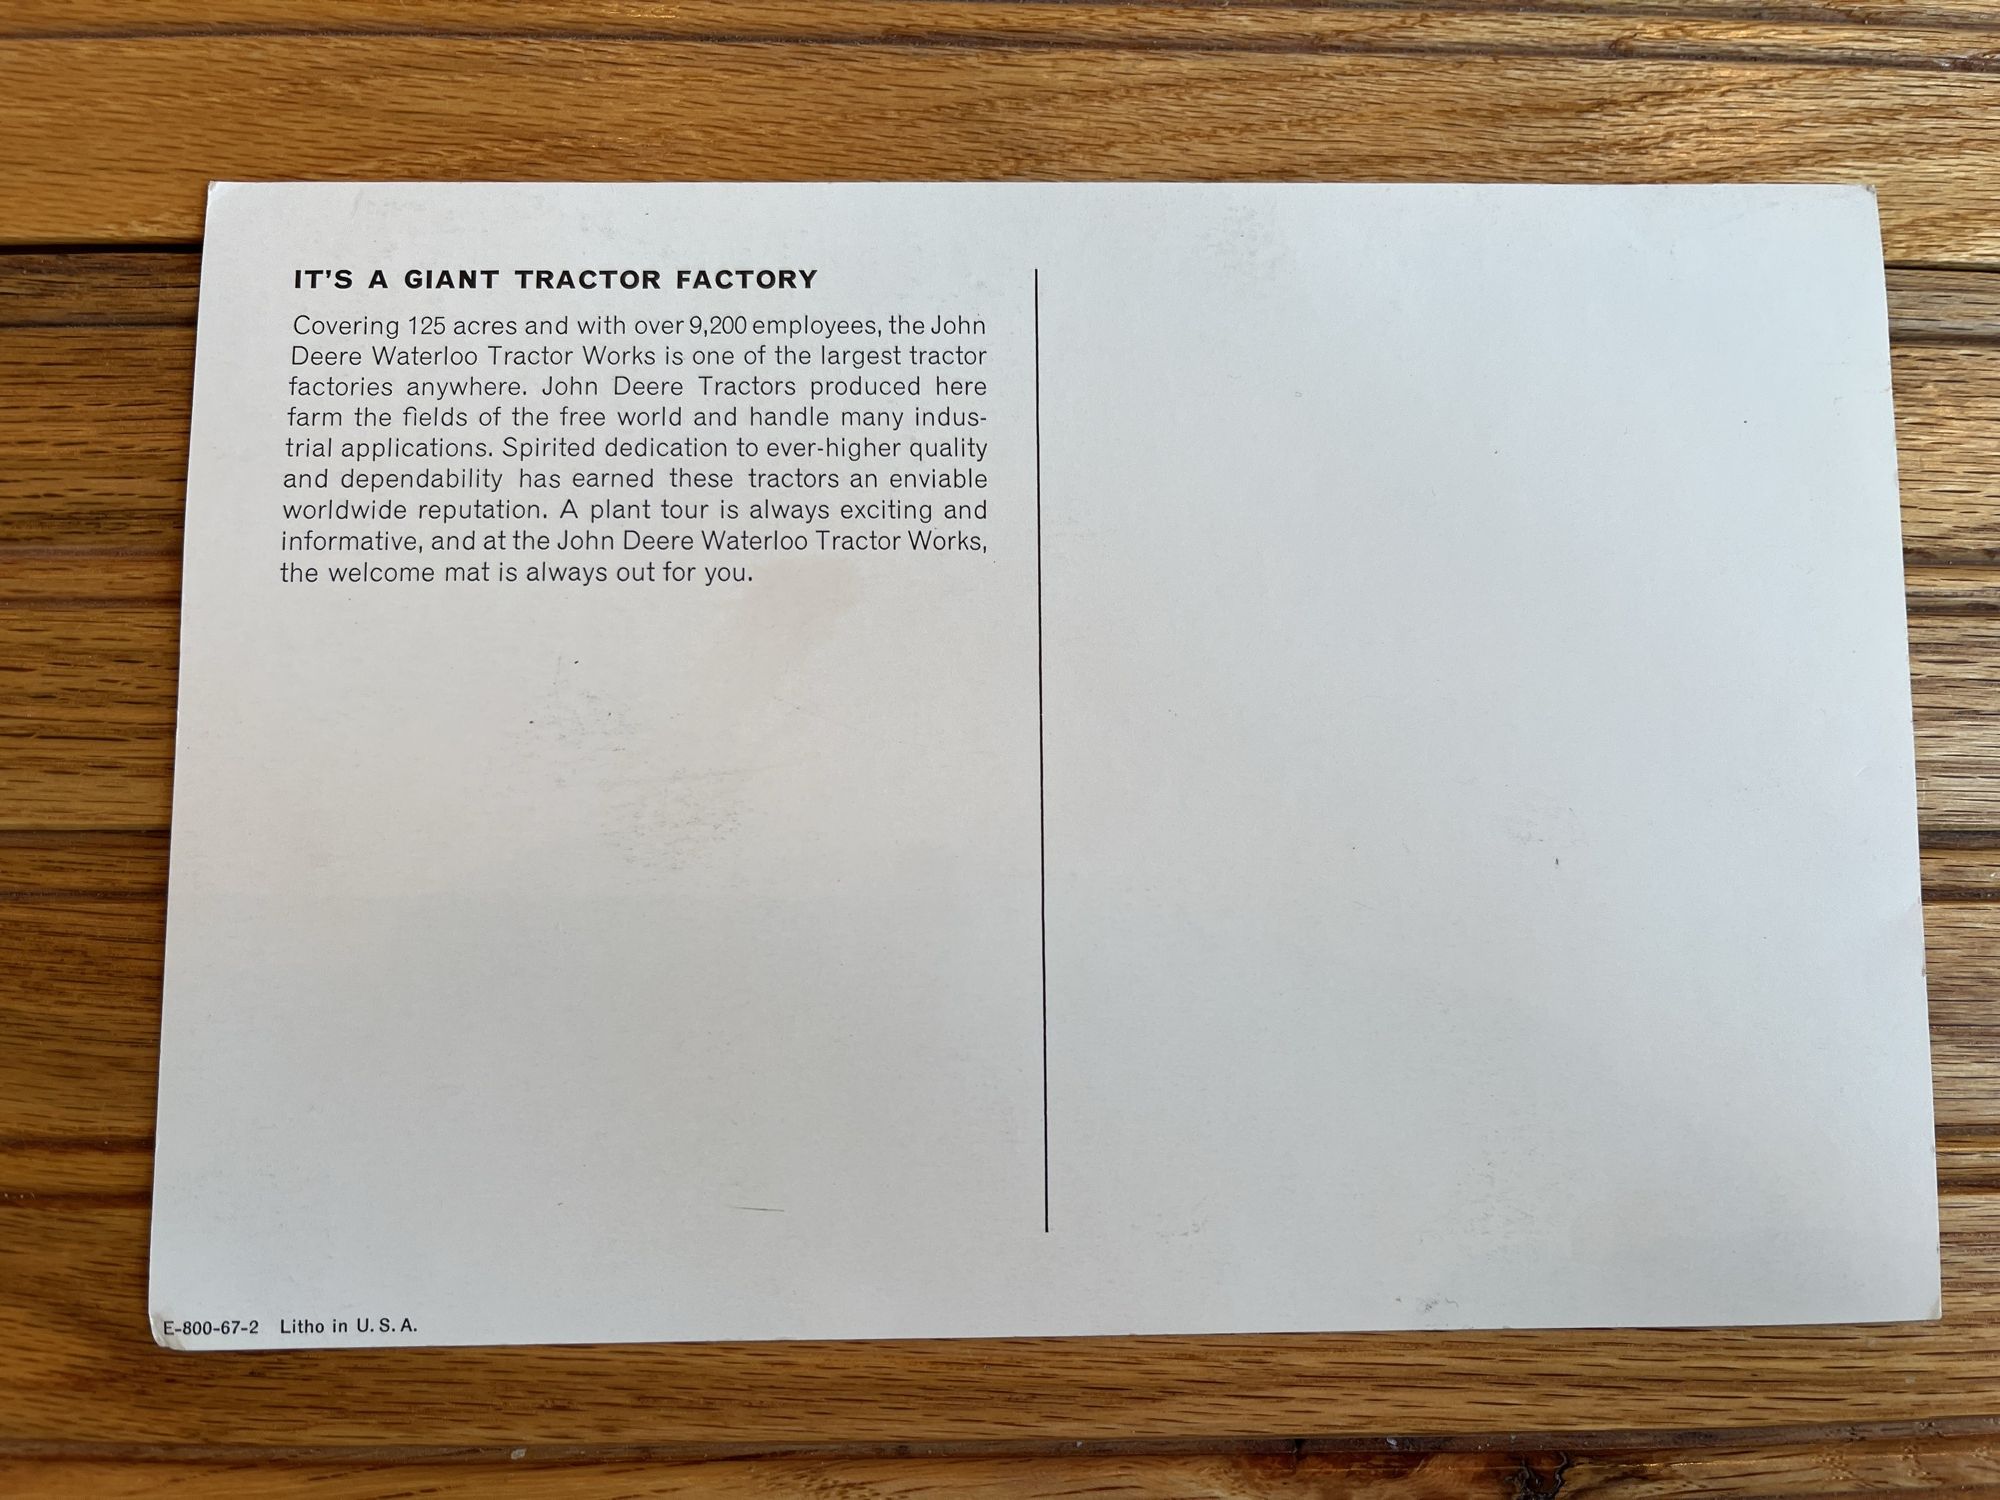 IT'S A GIANT TRACTOR FACTORY
Covering 125 acres and with over 9,200 employees, the John
Deere Waterloo Tractor Works is one of the largest tractor
factories anywhere. John Deere Tractors produced here
farm the fields of the free world and handle many indus-
trial applications. Spirited dedication to ever-higher quality
and dependability has earned these tractors an enviable
worldwide reputation. A plant tour is always exciting and
informative, and at the John Deere Waterloo Tractor Works,
the welcome mat is always out for you.
E-800-67-2 Litho in U. S. A.